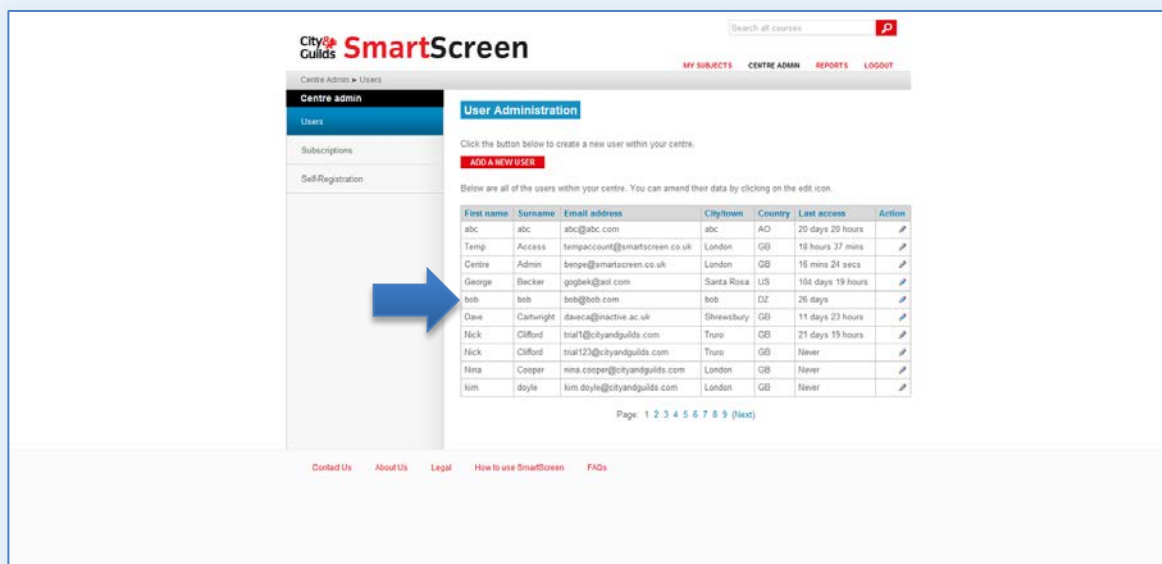 Search all courses
City&
Guilds SmartScreen
MY SUBJECTS CENTRE ADMIN REPORTS LOGOUT
Centre Admin ► Users
Centre admin
Users
Subscriptions
Self-Registration
User Administration
Click the button below to create a new user within your centre.
ADD A NEW USER
Below are all of the users within your centre. You can amend their data by clicking on the edit icon.
First name Surname Email address City/town Country Last access Action
abc abc abc@abc.com abc AO 20 days 20 hours
Temp Access tempaccount@smartscreen.co.uk London GB 18 hours 37 mins
Centre Admin benpe@smartscreen.co.uk London GB 16 mins 24 secs
George Becker gogbek@aol.com Santa Rosa US 104 days 19 hours
bob bob bob@bob.com bob DZ 26 days
Dave Cartwright daveca@inactive.ac.uk Shrewsbury GB 11 days 23 hours
Nick Clifford trial1@cityandguilds.com Truro GB 21 days 19 hours
Nick Clifford trial123@cityandguilds.com Truro GB Never
Nina Cooper nina.cooper@cityandguilds.com London GB Never
kim doyle kim.doyle@cityandguilds.com London GB Never
Page: 1 2 3 4 5 6 7 8 9 (Next)
Contact Us About Us Legal How to use SmartScreen FAQs